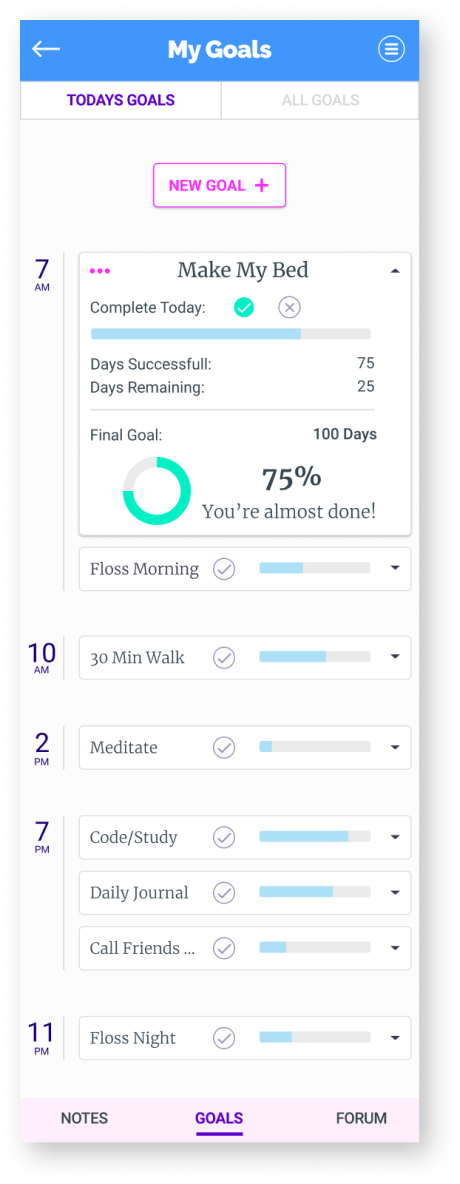 My Goals
TODAYS GOALS
ALL GOALS
NEW GOAL +
7
AM
Make My Bed
Complete Today:
Days Successfull: 75
Days Remaining: 25
Final Goal: 100 Days
75%
You’re almost done!
Floss Morning
10
AM
30 Min Walk
2
PM
Meditate
7
PM
Code/Study
Daily Journal
Call Friends ...
11
PM
Floss Night
NOTES GOALS FORUM